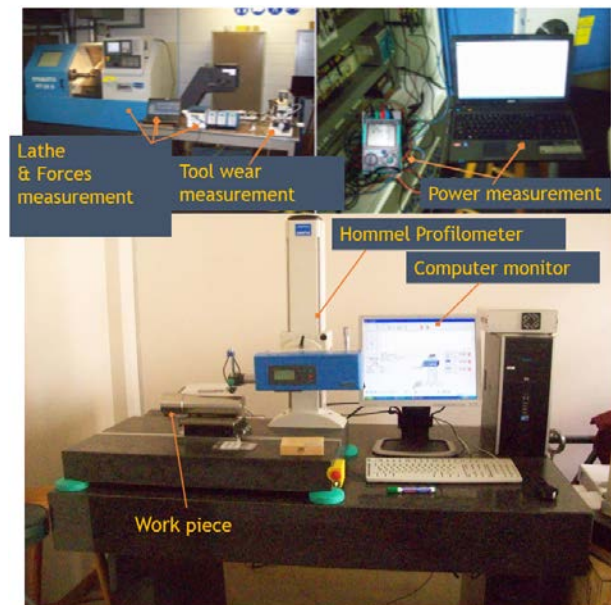 Lathe
& Forces
measurement
Tool wear
measurement
Power measurement
Hommel Profilometer
Computer monitor
Work piece